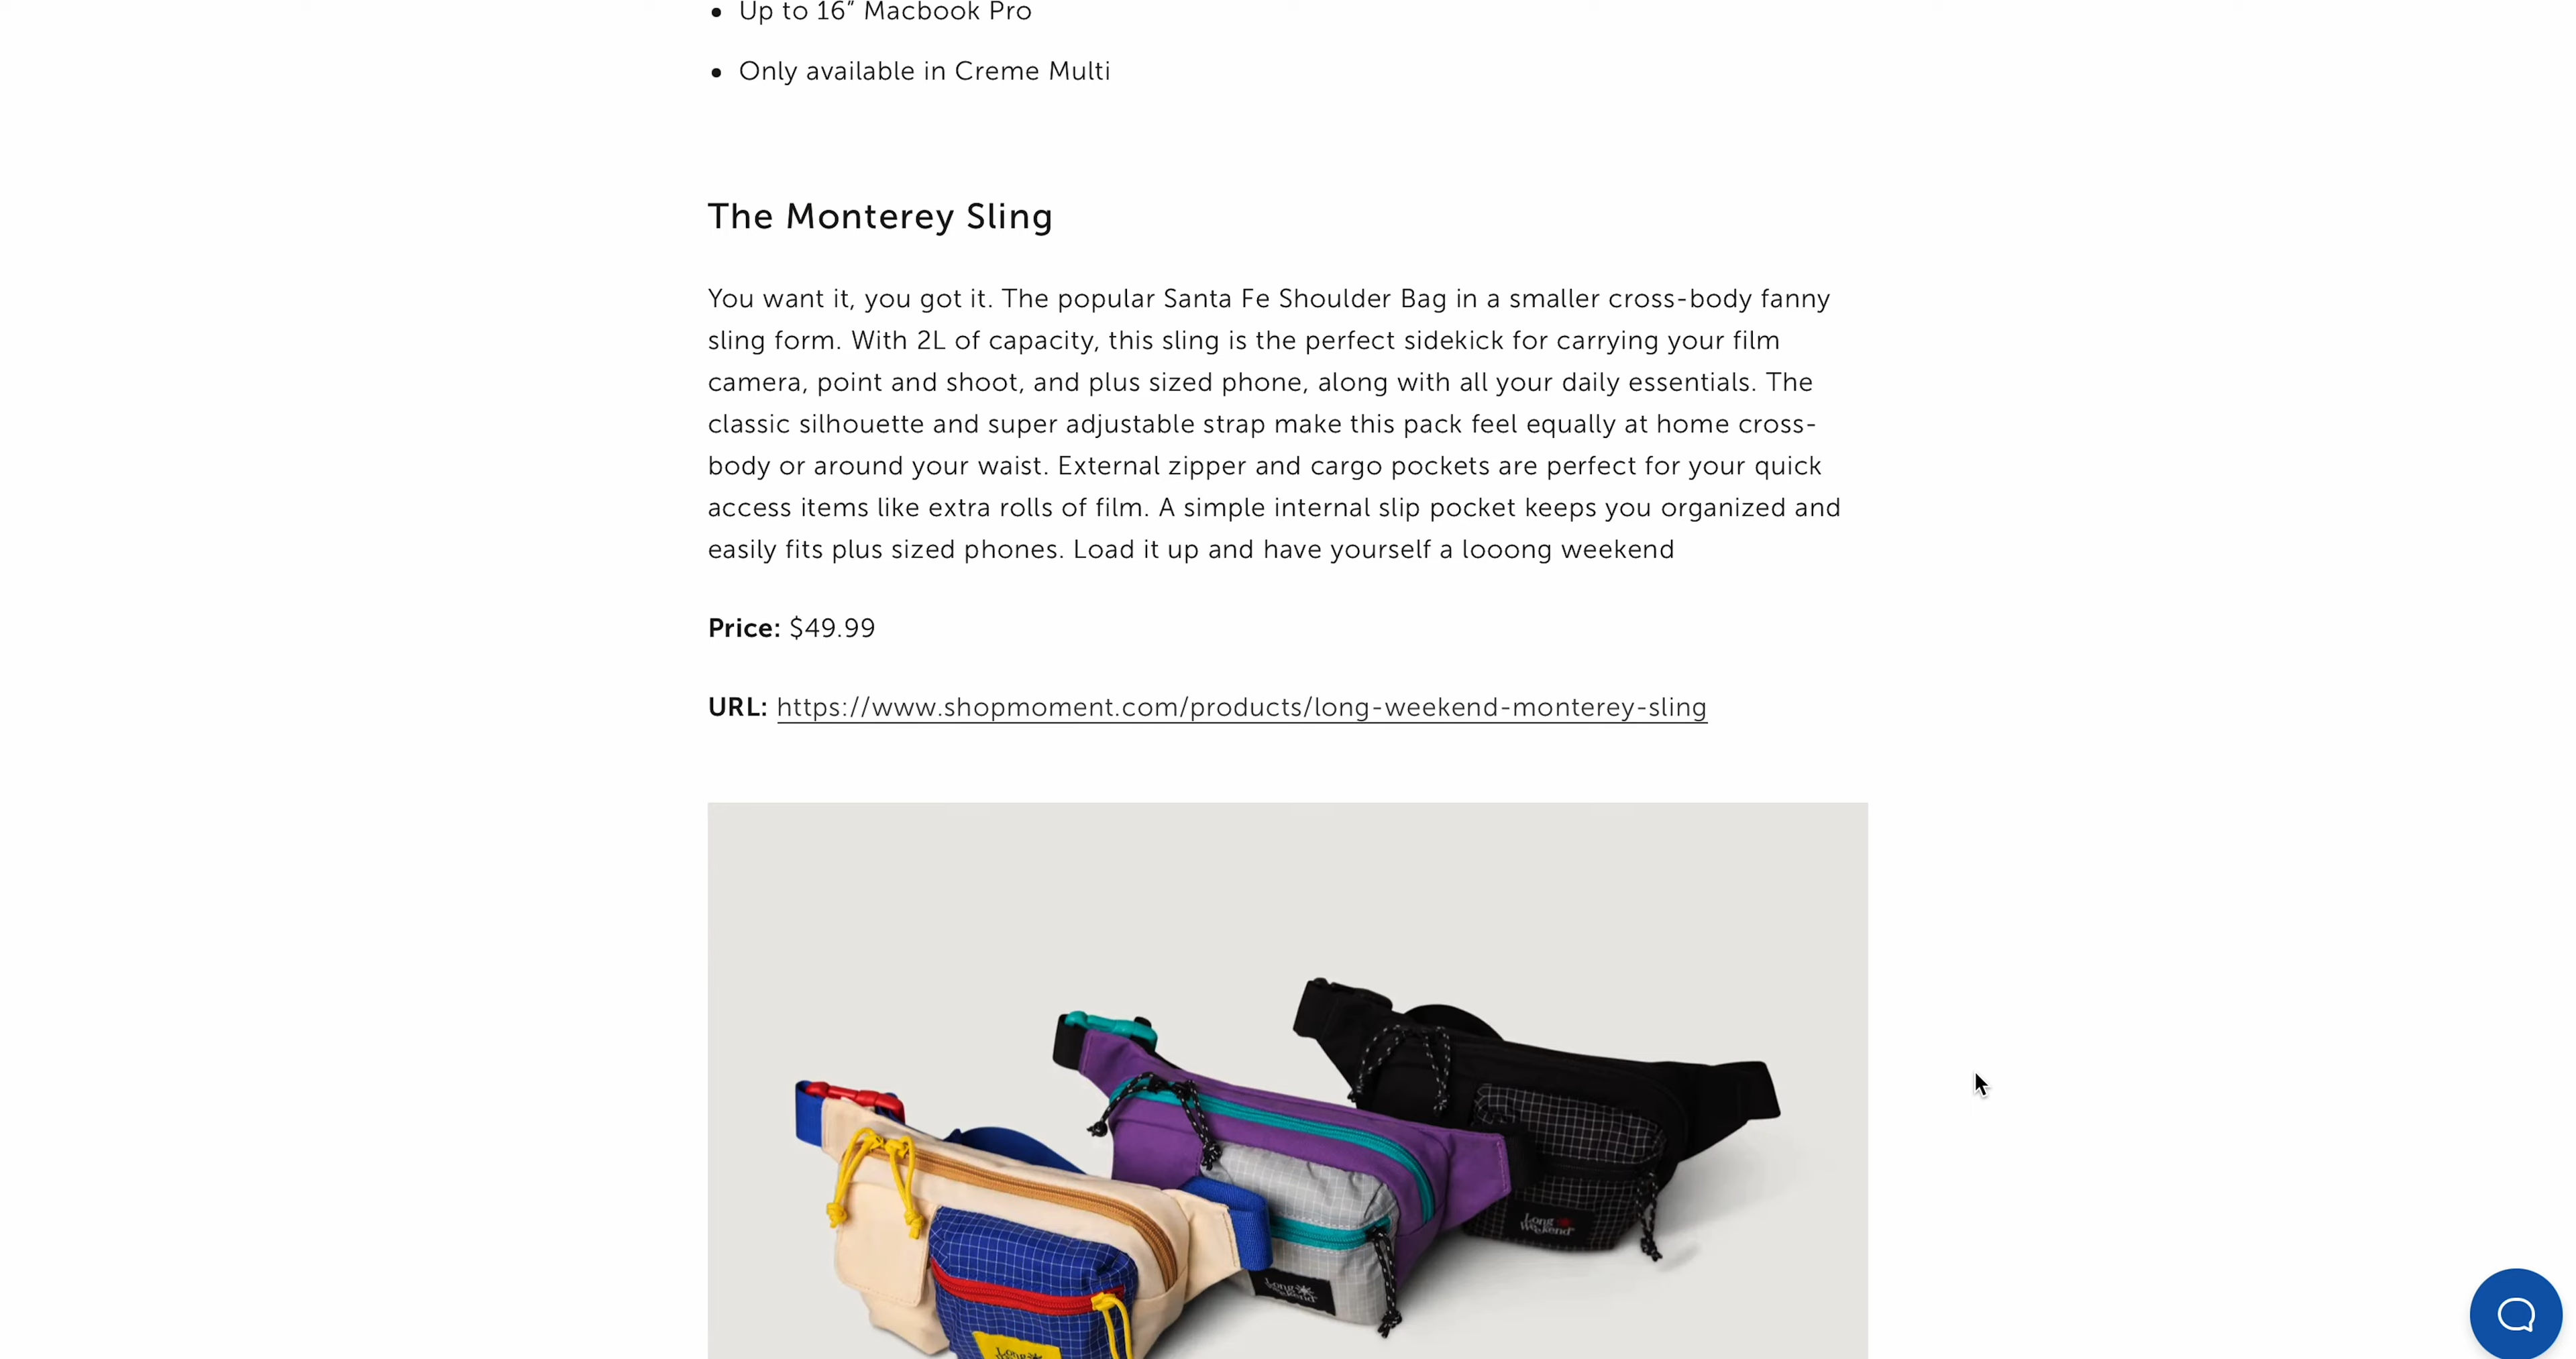 Up to 16” Macbook Pro
Only available in Creme Multi
The Monterey Sling
You want it, you got it. The popular Santa Fe Shoulder Bag in a smaller cross-body fanny
sling form. With 2L of capacity, this sling is the perfect sidekick for carrying your film
camera, point and shoot, and plus sized phone, along with all your daily essentials. The
classic silhouette and super adjustable strap make this pack feel equally at home cross-
body or around your waist. External zipper and cargo pockets are perfect for your quick
access items like extra rolls of film. A simple internal slip pocket keeps you organized and
easily fits plus sized phones. Load it up and have yourself a looong weekend
Price: $49.99
URL: https://www.shopmoment.com/products/long-weekend-monterey-sling
Long
Weekend
Long
Weekend
Long
Weekend